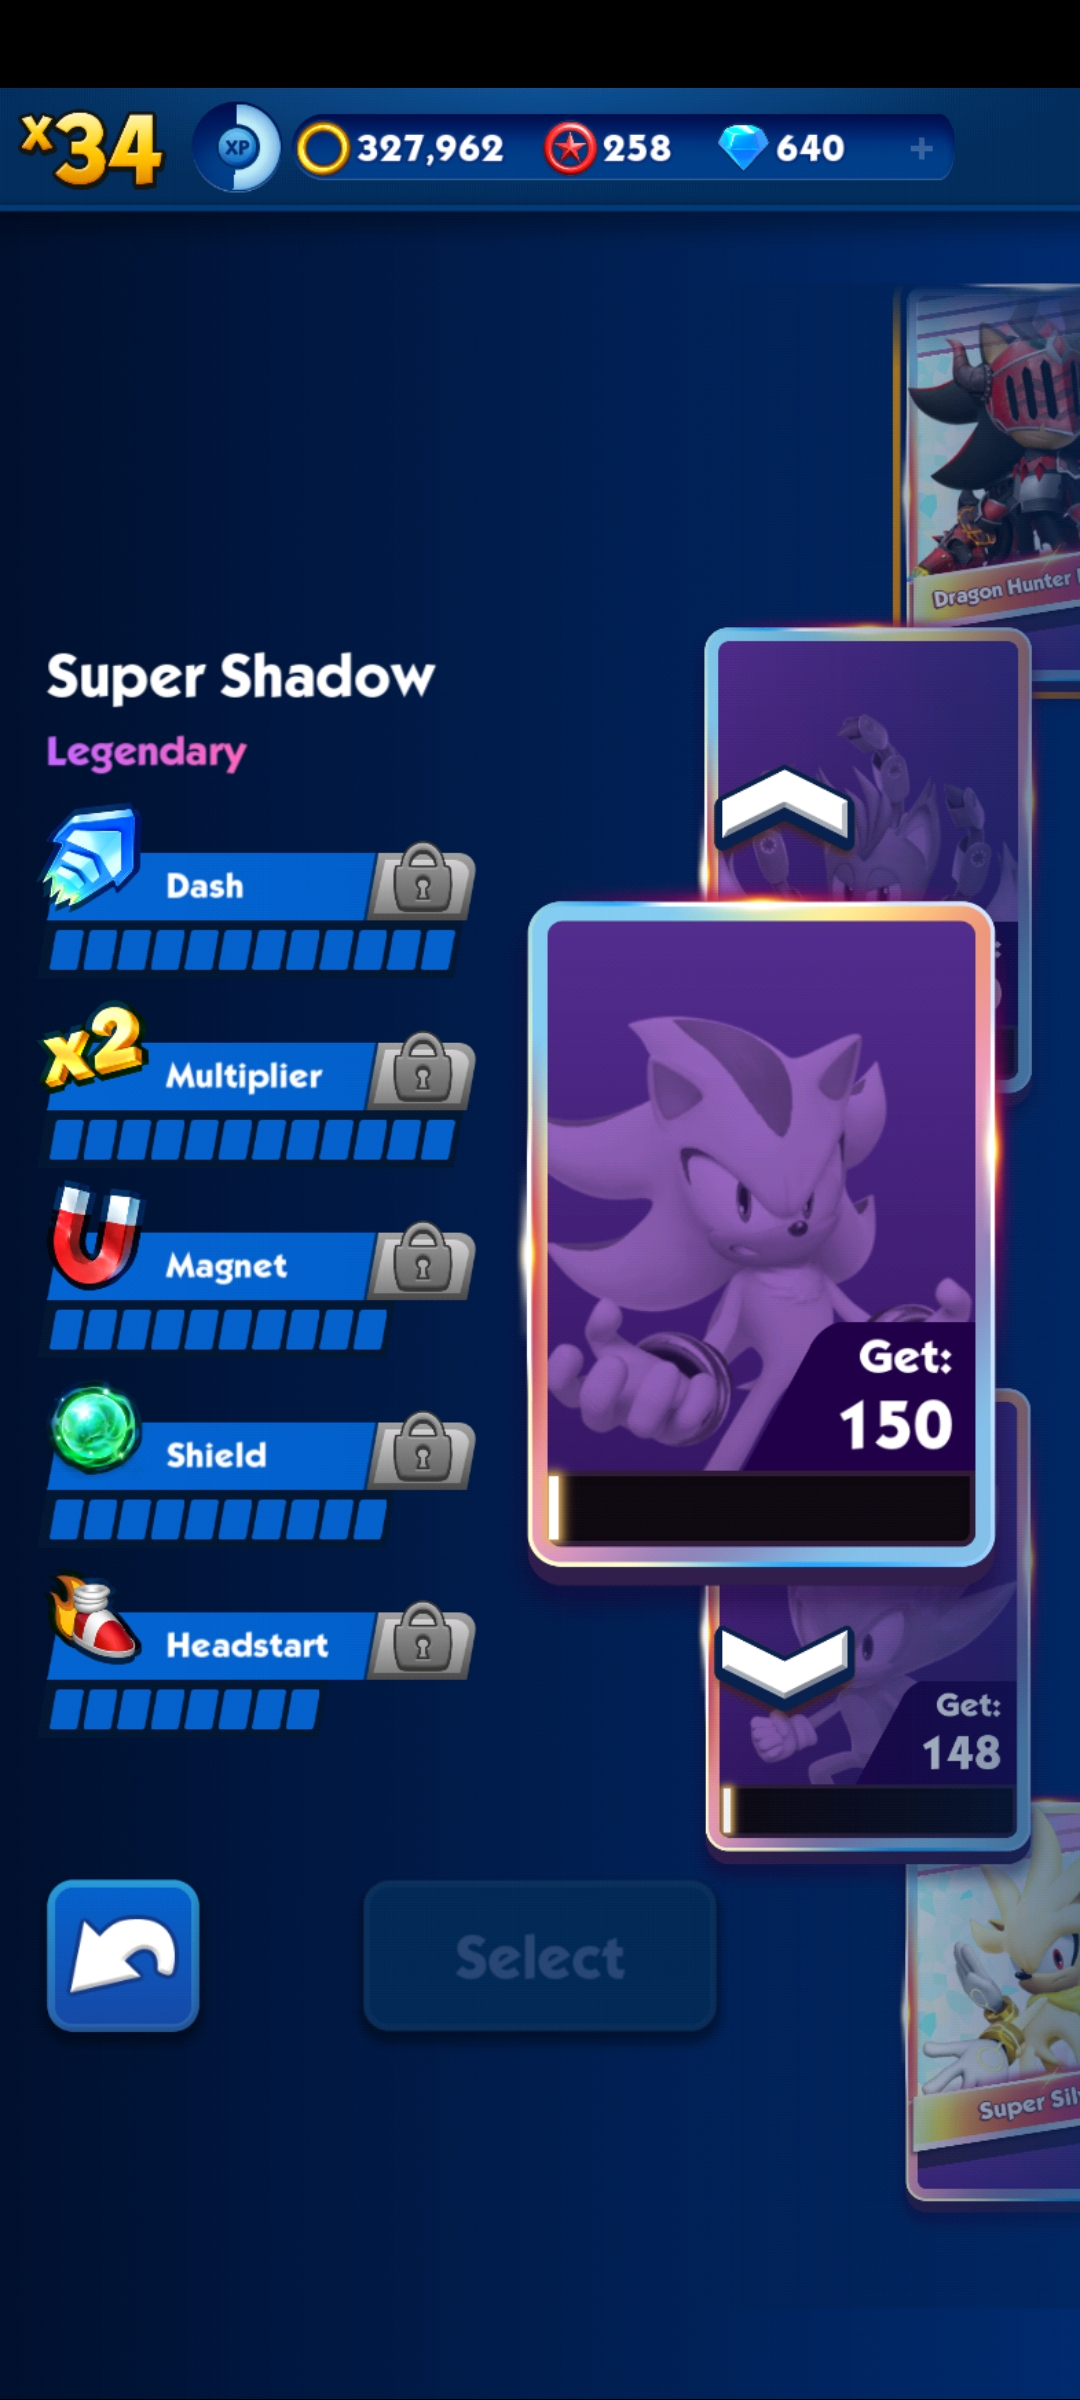 x34
XP
327,962
258
640
+
Dragon Hunter
Super Shadow
Legendary
Dash
x2
Multiplier
Magnet
Shield
Headstart
Get:
150
Get:
148
Select
Super